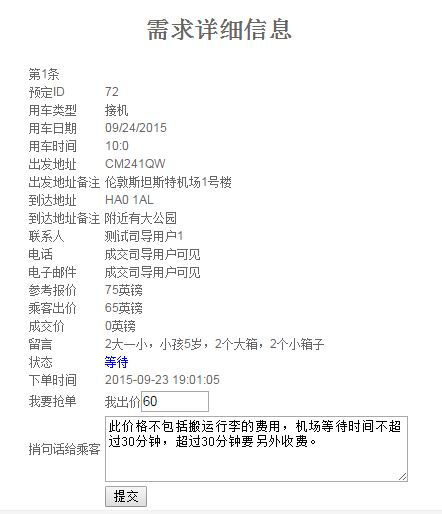 需求详细信息
第1条
预定ID 72
用车类型 接机
用车日期 09/24/2015
用车时间 10:0
出发地址 CM241QW
出发地址备注 伦敦斯坦斯特机场1号楼
到达地址 HA0 1AL
到达地址备注 附近有大公园
联系人 测试司导用户1
电话 成交司导用户可见
电子邮件 成交司导用户可见
参考报价 75英镑
乘客出价 65英镑
成交价 0英镑
留言 2大一小，小孩5岁，2个大箱，2个小箱子
状态 等待
下单时间 2015-09-23 19:01:05
我要抢单 我出价60
捎句话给乘客 此价格不包括搬运行李的费用，机场等待时间不超
过30分钟，超过30分钟要另外收费。
提交